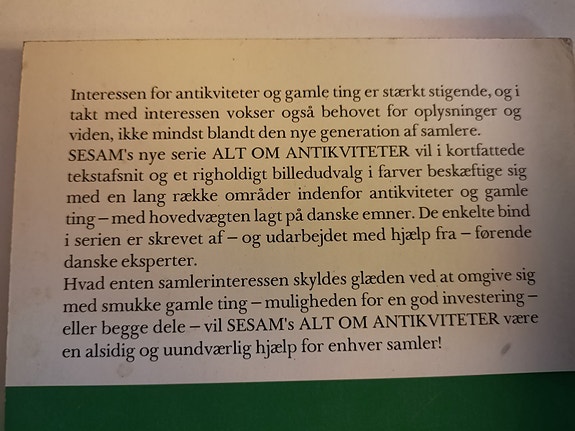 Interessen for antikviteter og gamle ting er stærkt stigende, og i
takt med interessen vokser også behovet for oplysninger og
viden, ikke mindst blandt den nye generation af samlere.
SESAM's nye serie ALT OM ANTIKVITETER vil i kortfattede
tekstafsnit og et righoldigt billedudvalg i farver beskæftige sig
med en lang række områder indenfor antikviteter og gamle
ting – med hovedvægten lagt på danske emner. De enkelte bind
i serien er skrevet af – og udarbejdet med hjælp fra – førende
danske eksperter.
Hvad enten samlerinteressen skyldes glæden ved at omgive sig
med smukke gamle ting – muligheden for en god investering –
eller begge dele – vil SESAM's ALT OM ANTIKVITETER være
en alsidig og uundværlig hjælp for enhver samler!